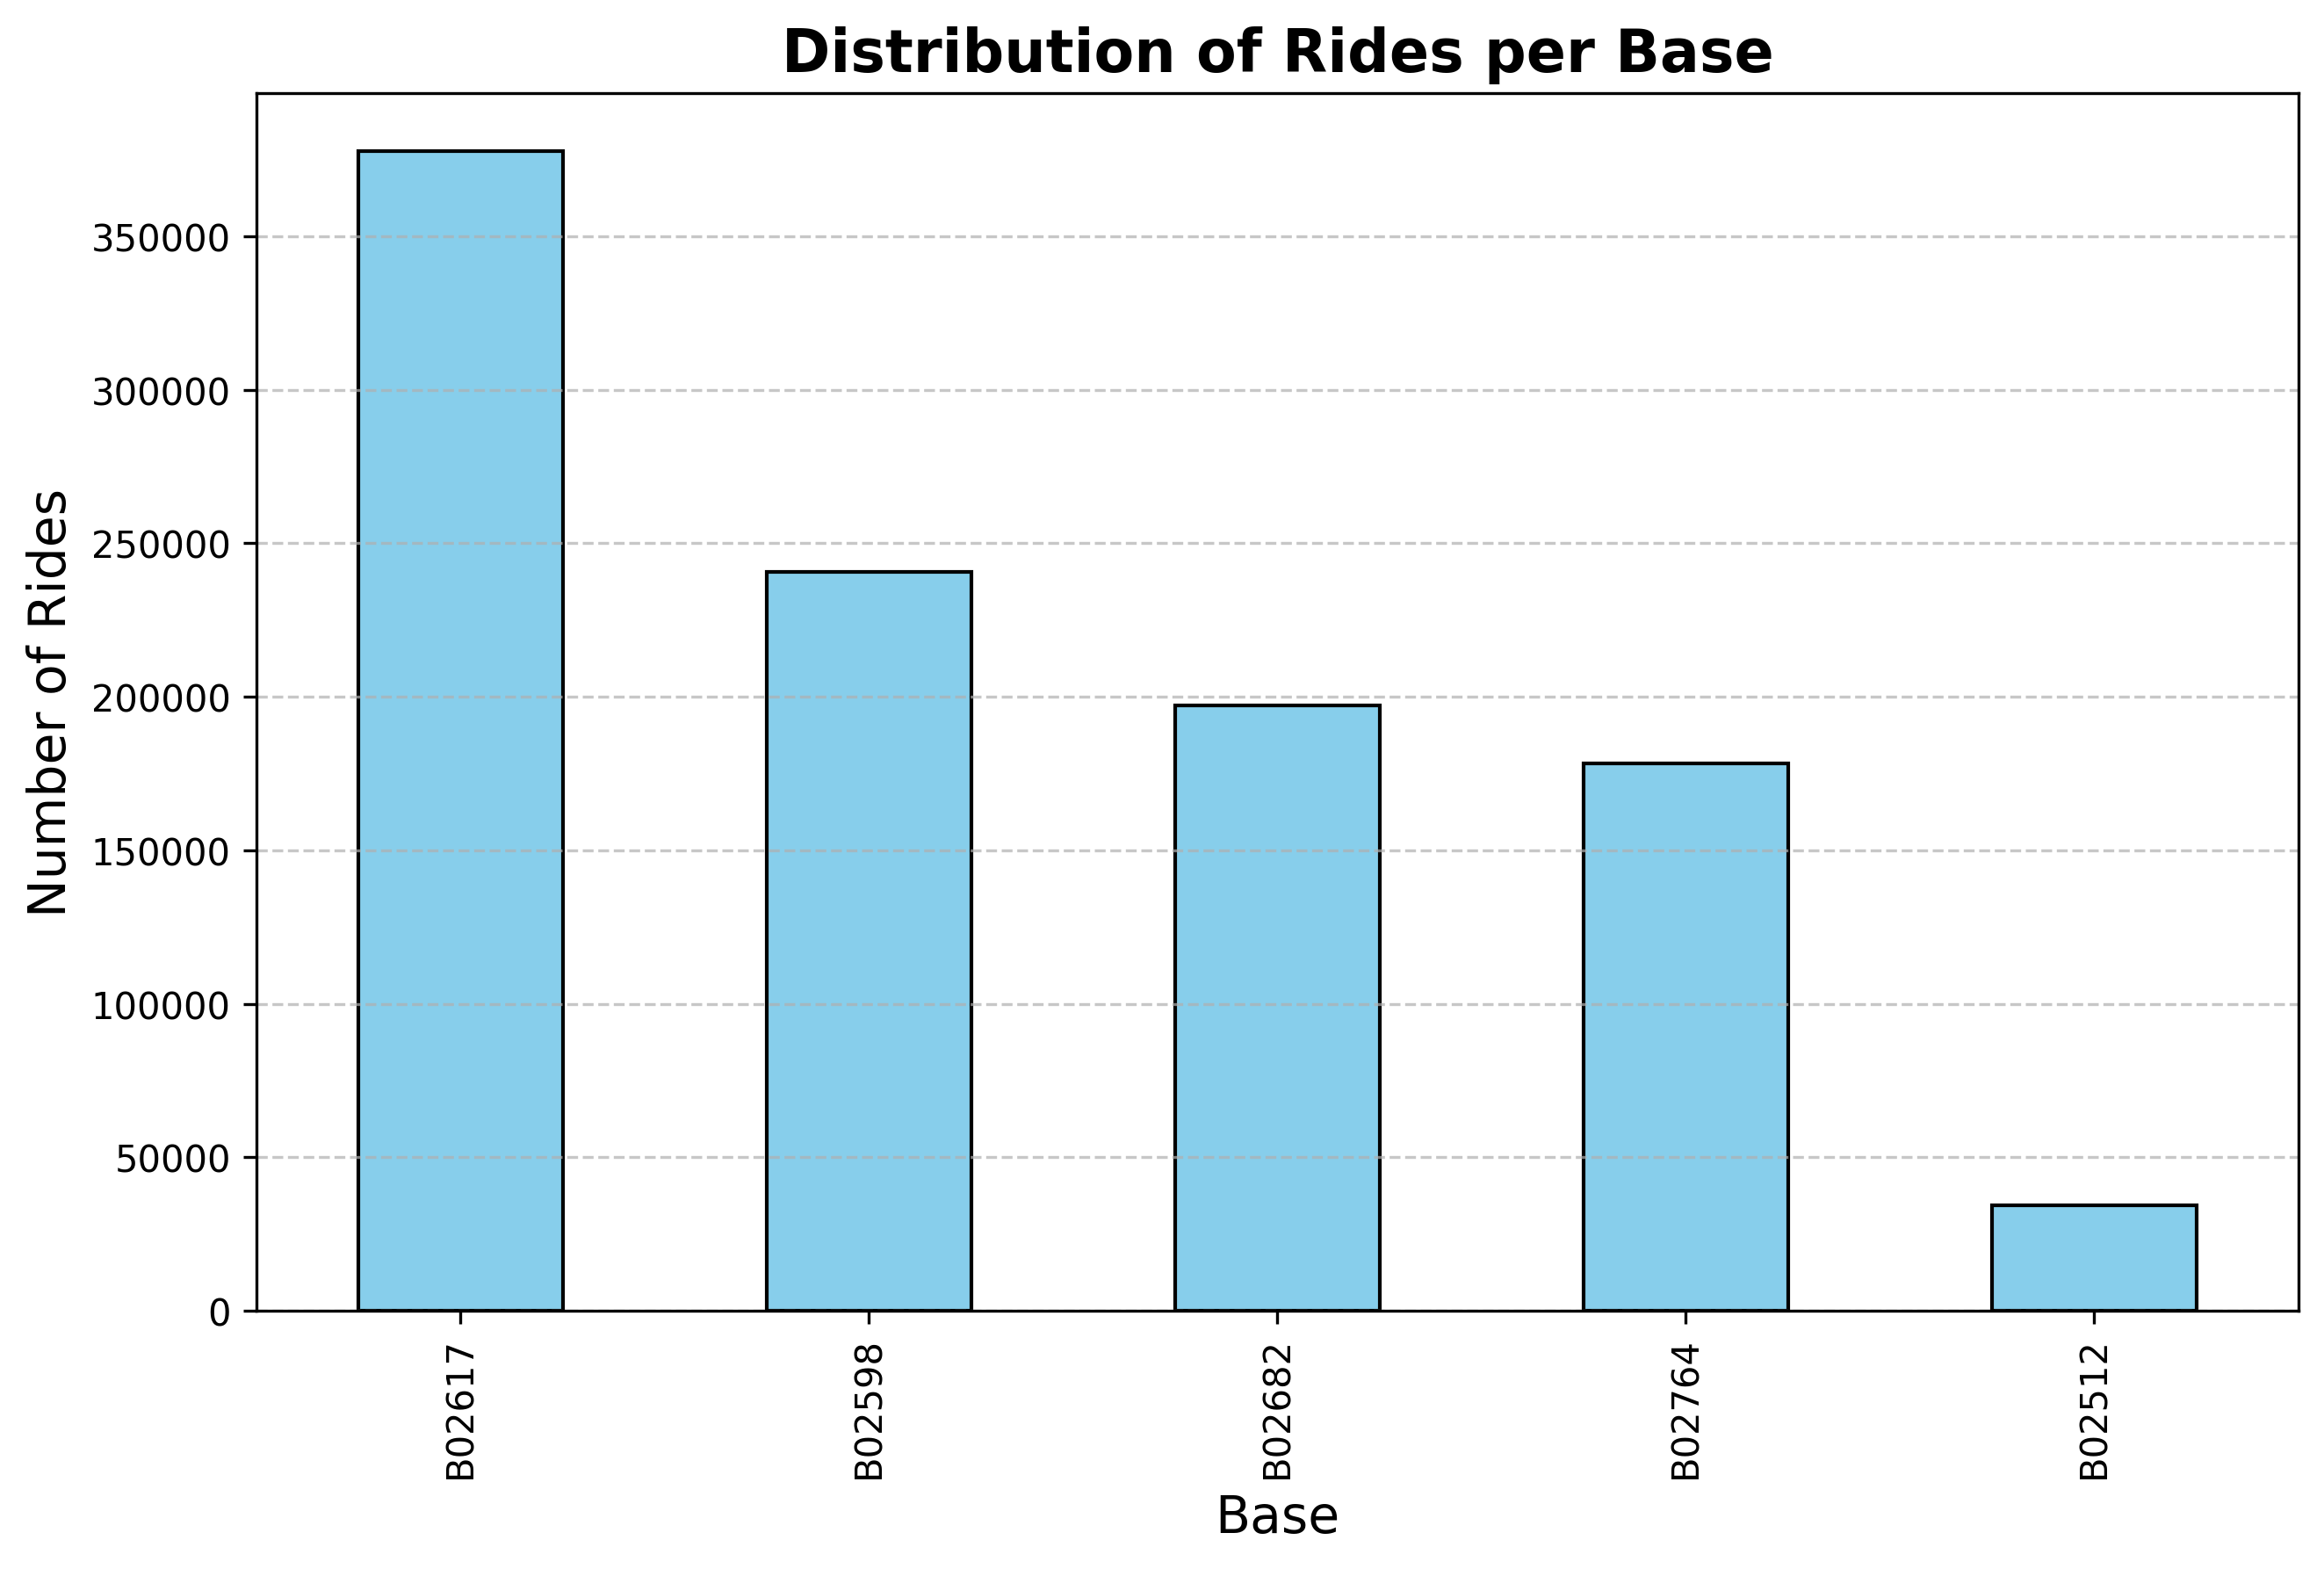 Distribution of Rides per Base
Number of Rides
350000
300000
250000
200000
150000
100000
50000
0
B02617
B02598
B02682
B02764
B02512
Base